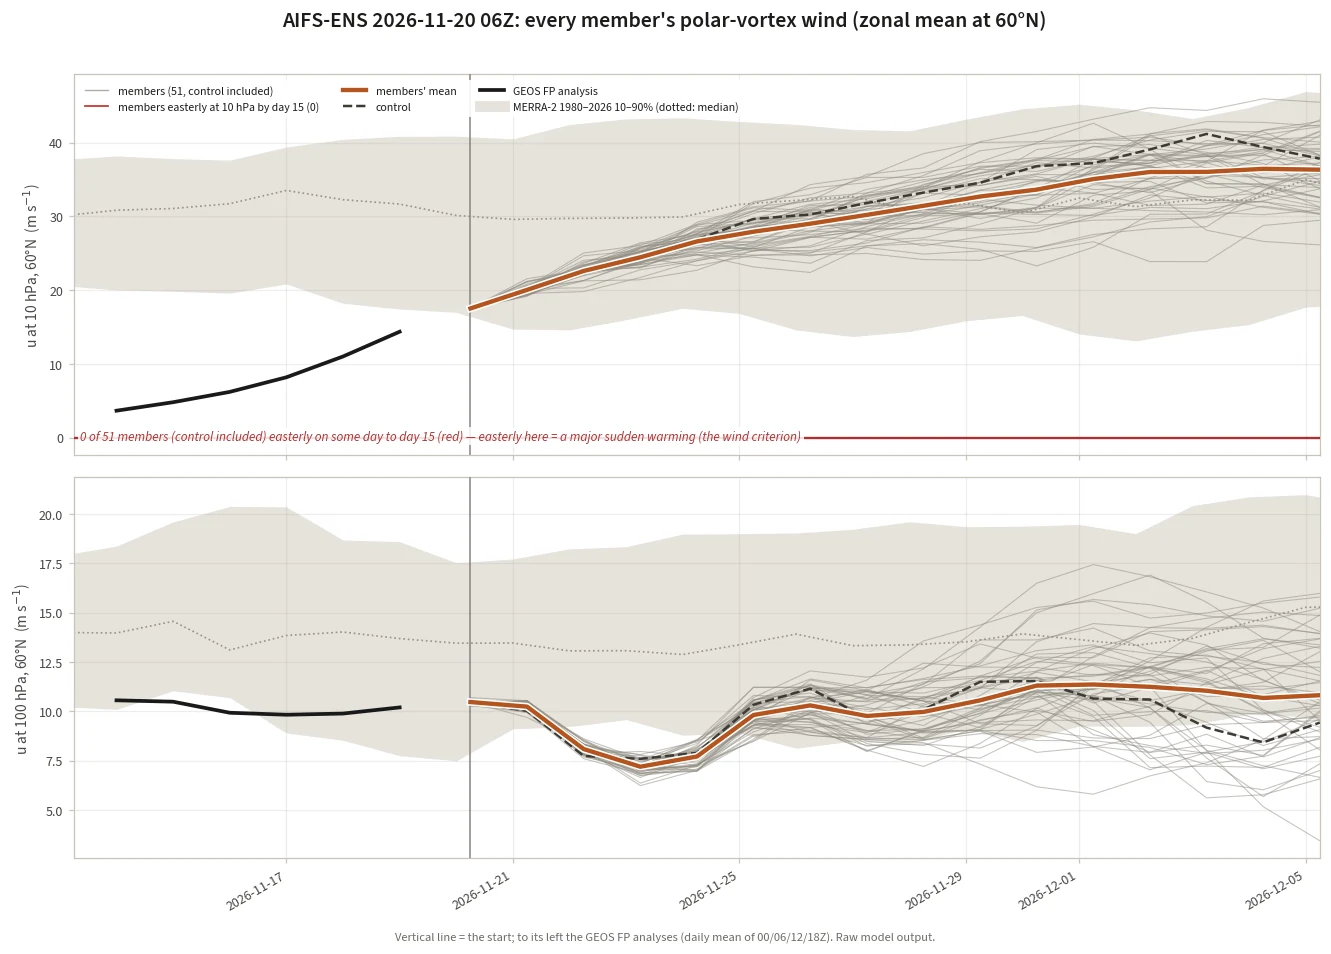 AIFS-ENS 2026-11-20 06Z: every member's polar-vortex wind (zonal mean at 60°N)
members (51, control included)
members easterly at 10 hPa by day 15 (0)
members' mean
control
GEOS FP analysis
MERRA-2 1980–2026 10–90% (dotted: median)
u at 10 hPa, 60°N (m s⁻¹)
40
30
20
10
0
0 of 51 members (control included) easterly on some day to day 15 (red) — easterly here = a major sudden warming (the wind criterion)
u at 100 hPa, 60°N (m s⁻¹)
20.0
17.5
15.0
12.5
10.0
7.5
5.0
2026-11-17
2026-11-21
2026-11-25
2026-11-29
2026-12-01
2026-12-05
Vertical line = the start; to its left the GEOS FP analyses (daily mean of 00/06/12/18Z). Raw model output.